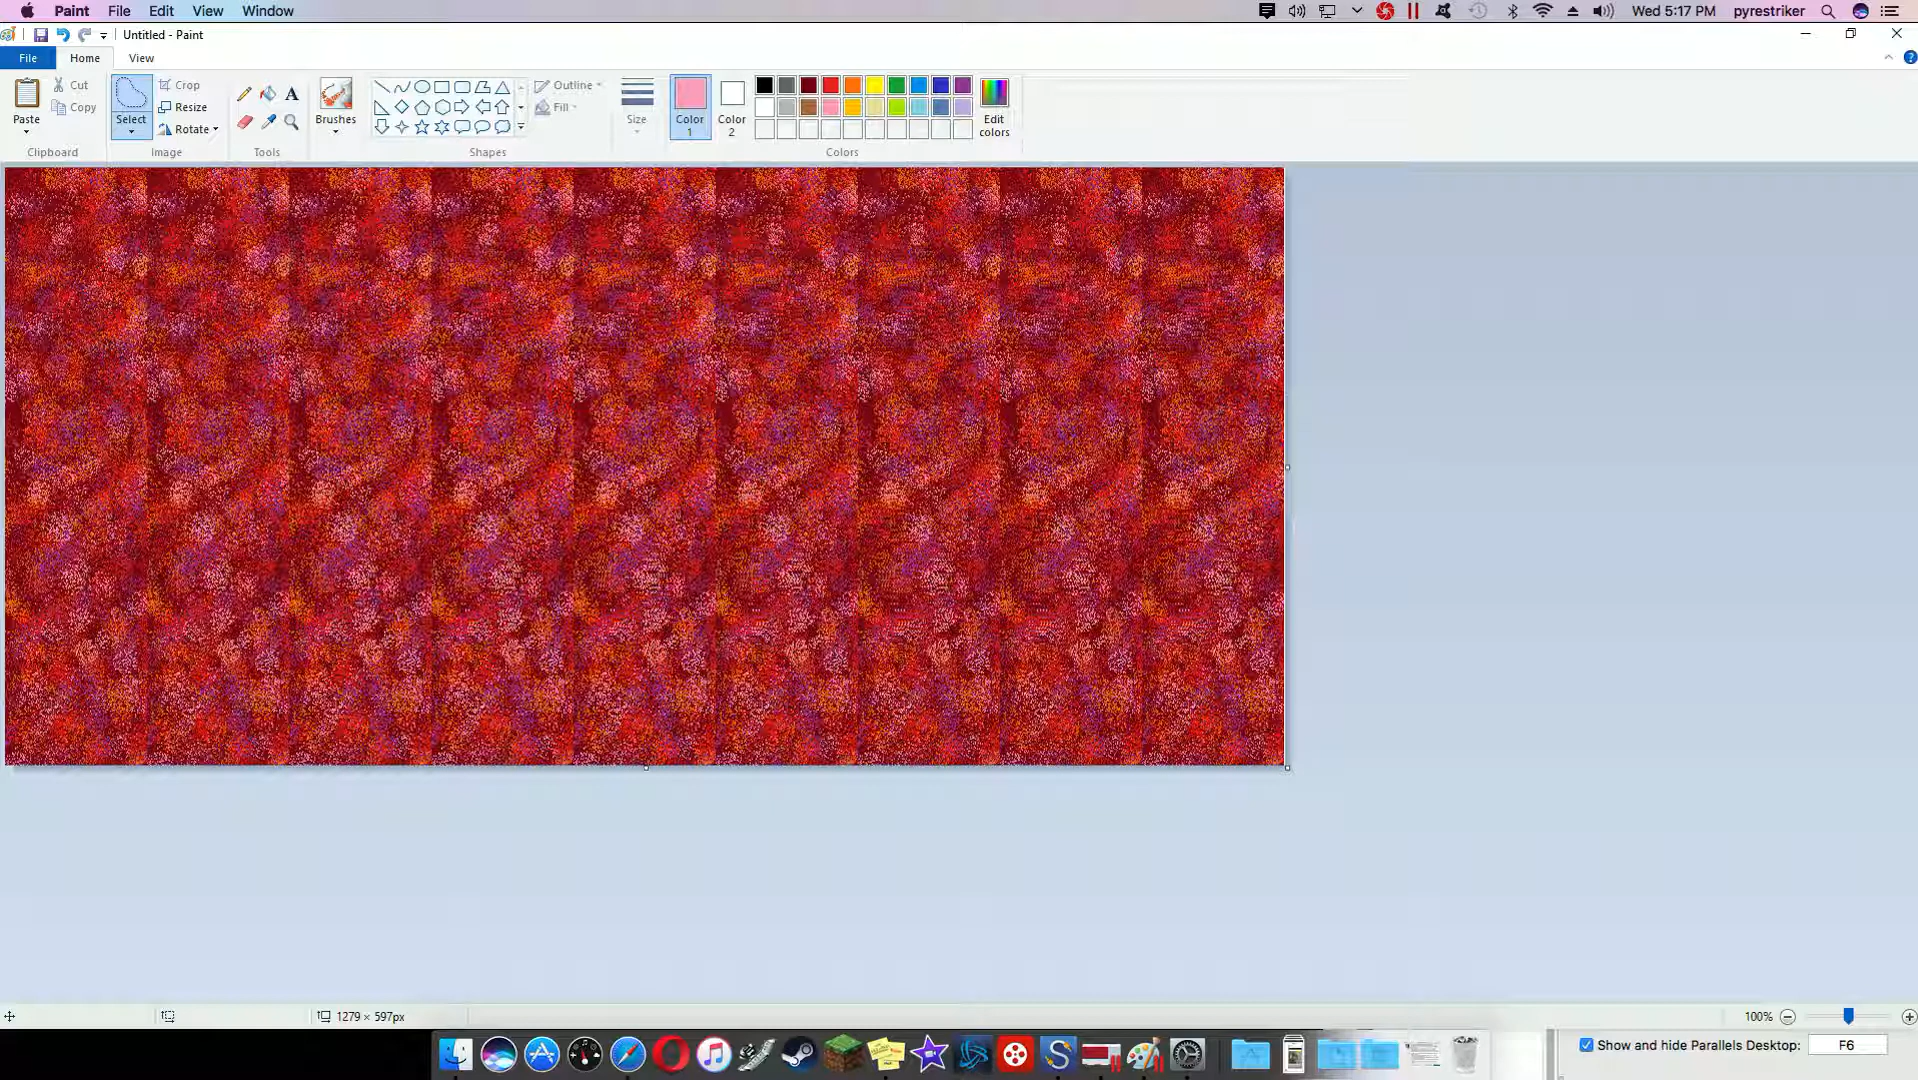 Paint File Edit View Window Wed 5:17 PM pyrestriker
Untitled - Paint
File Home View
Paste Cut Copy
Select Crop Resize Rotate
A
Brushes
Outline Fill
Size
Color 1 Color 2
Edit colors
Clipboard Image Tools Shapes Colors
1279 × 597px 100%
Show and hide Parallels Desktop: F6